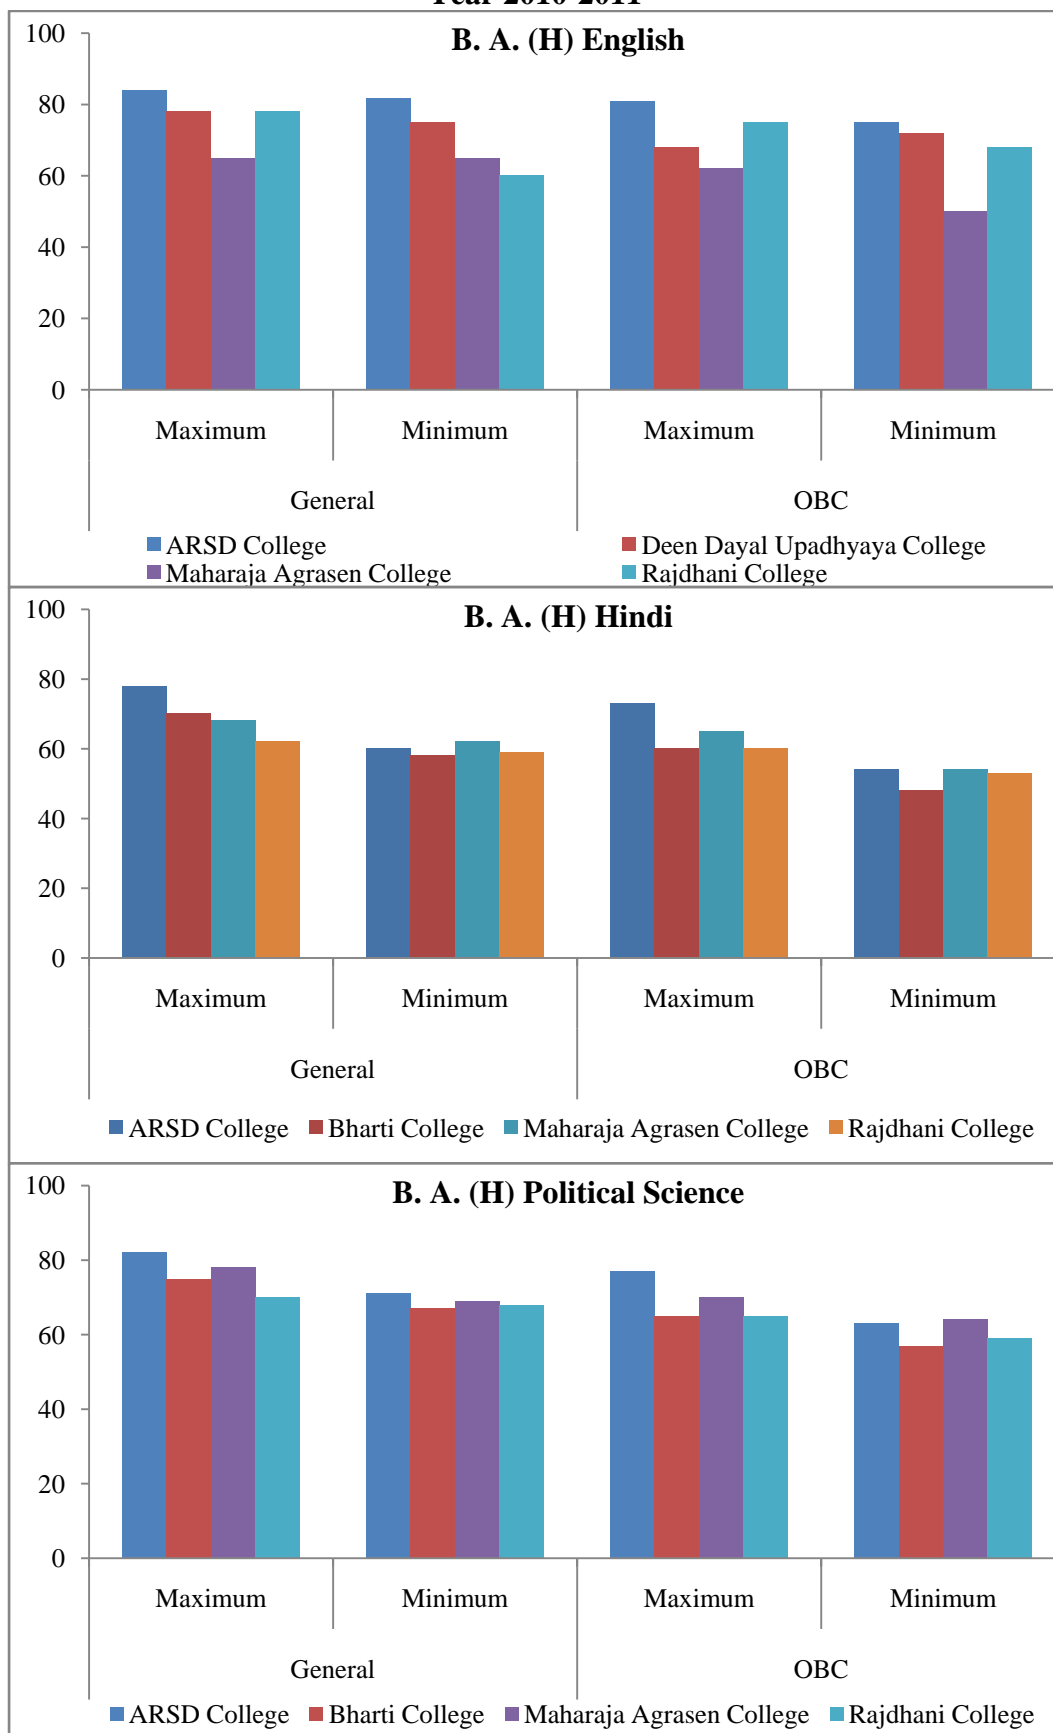 Year 2010-2011
B. A. (H) English
100
80
60
40
20
0
Maximum Minimum Maximum Minimum
General OBC
ARSD College Deen Dayal Upadhyaya College
Maharaja Agrasen College Rajdhani College
B. A. (H) Hindi
100
80
60
40
20
0
Maximum Minimum Maximum Minimum
General OBC
ARSD College Bharti College Maharaja Agrasen College Rajdhani College
B. A. (H) Political Science
100
80
60
40
20
0
Maximum Minimum Maximum Minimum
General OBC
ARSD College Bharti College Maharaja Agrasen College Rajdhani College